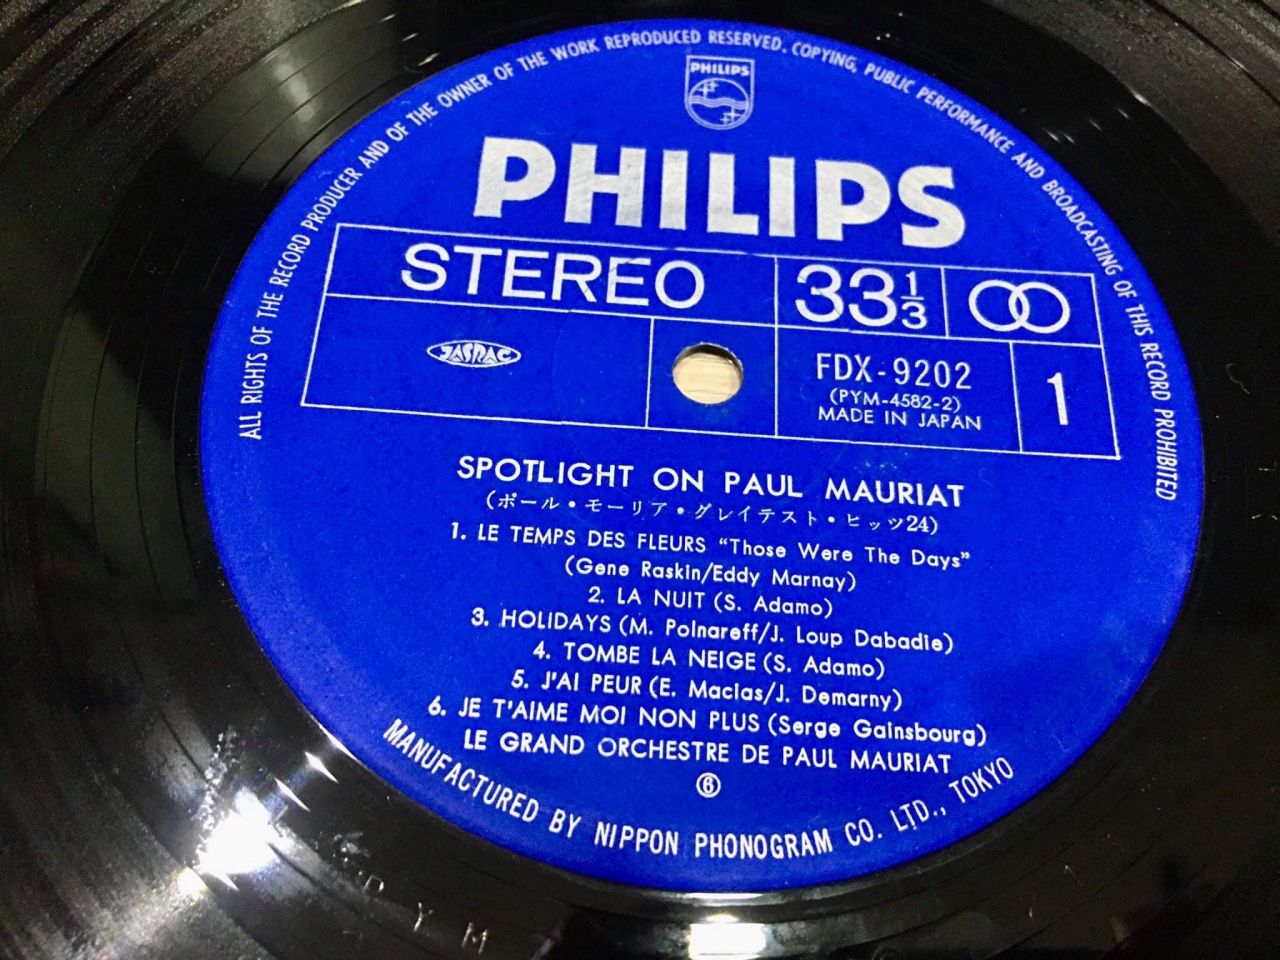 ALL RIGHTS OF THE RECORD PRODUCER AND OF THE OWNER OF THE WORK REPRODUCED RESERVED. COPYING, PUBLIC PERFORMANCE AND BROADCASTING OF THIS RECORD PROHIBITED
PHILIPS
PHILIPS
STEREO 33 1/3
JASRAC
FDX-9202
(PYM-4582-2)
MADE IN JAPAN
1
SPOTLIGHT ON PAUL MAURIAT
(ポール・モーリア・グレイテスト・ヒッツ24)
1. LE TEMPS DES FLEURS "Those Were The Days"
(Gene Raskin/Eddy Marnay)
2. LA NUIT (S. Adamo)
3. HOLIDAYS (M. Polnareff/J. Loup Dabadie)
4. TOMBE LA NEIGE (S. Adamo)
5. J'AI PEUR (E. Macias/J. Demarny)
6. JE T'AIME MOI NON PLUS (Serge Gainsbourg)
LE GRAND ORCHESTRE DE PAUL MAURIAT
⑥
MANUFACTURED BY NIPPON PHONOGRAM CO. LTD., TOKYO
P Y M